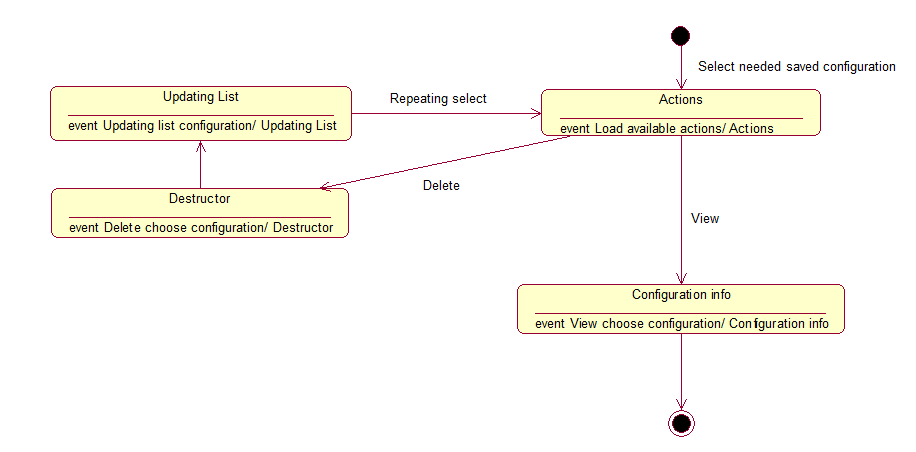 Select needed saved configuration
Updating List
event Updating list configuration/ Updating List
Repeating select
Actions
event Load available actions/ Actions
Delete
Destructor
event Delete choose configuration/ Destructor
View
Configuration info
event View choose configuration/ Configuration info